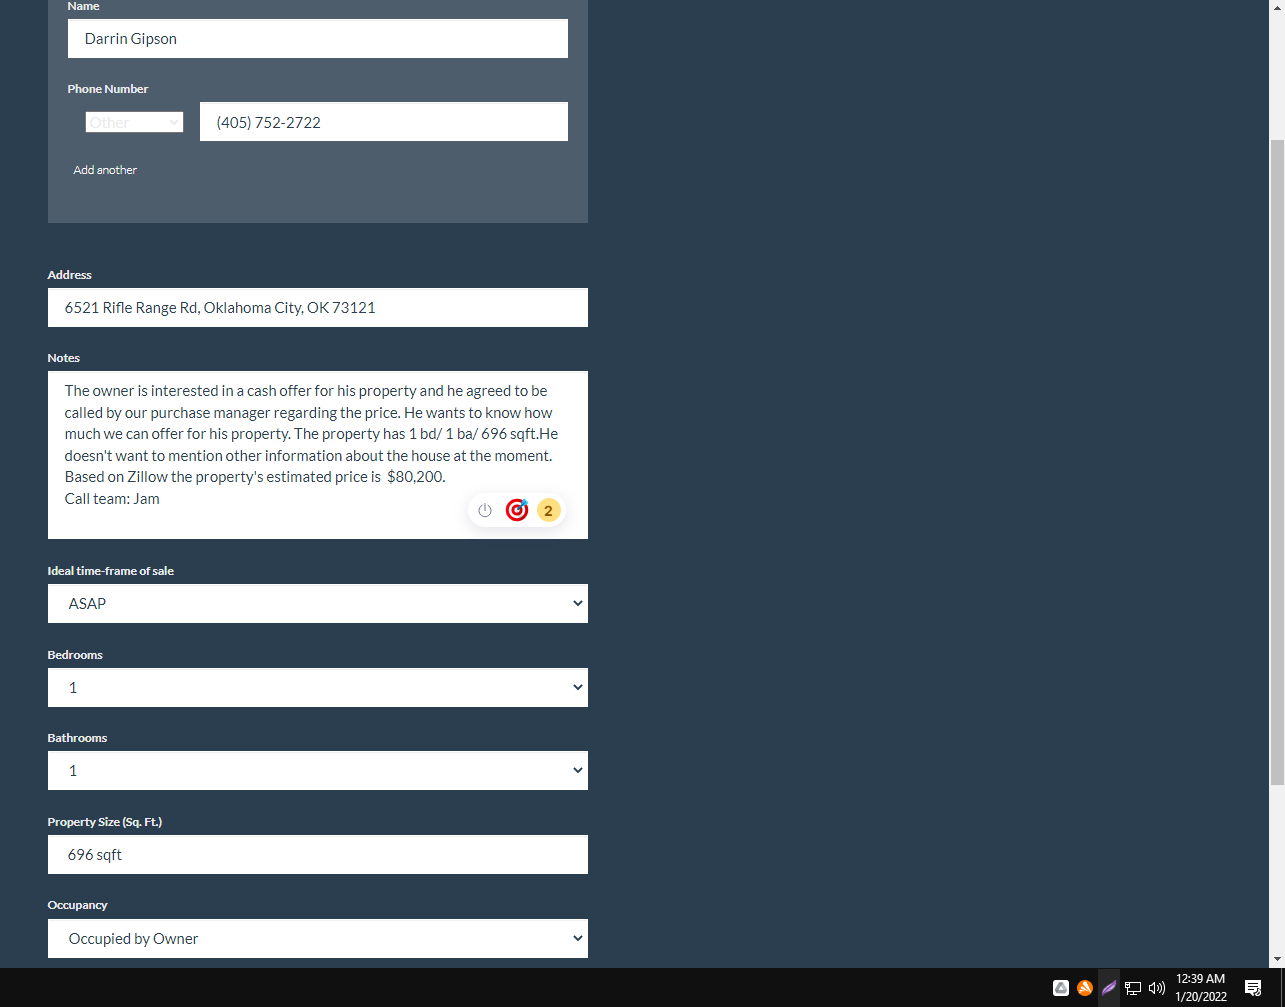 Name
Darrin Gipson
Phone Number
Other
(405) 752-2722
Add another
Address
6521 Rifle Range Rd, Oklahoma City, OK 73121
Notes
The owner is interested in a cash offer for his property and he agreed to be
called by our purchase manager regarding the price. He wants to know how
much we can offer for his property. The property has 1 bd/ 1 ba/ 696 sqft.He
doesn't want to mention other information about the house at the moment.
Based on Zillow the property's estimated price is  $80,200.
Call team: Jam
2
Ideal time-frame of sale
ASAP
Bedrooms
1
Bathrooms
1
Property Size (Sq. Ft.)
696 sqft
Occupancy
Occupied by Owner
12:39 AM
1/20/2022